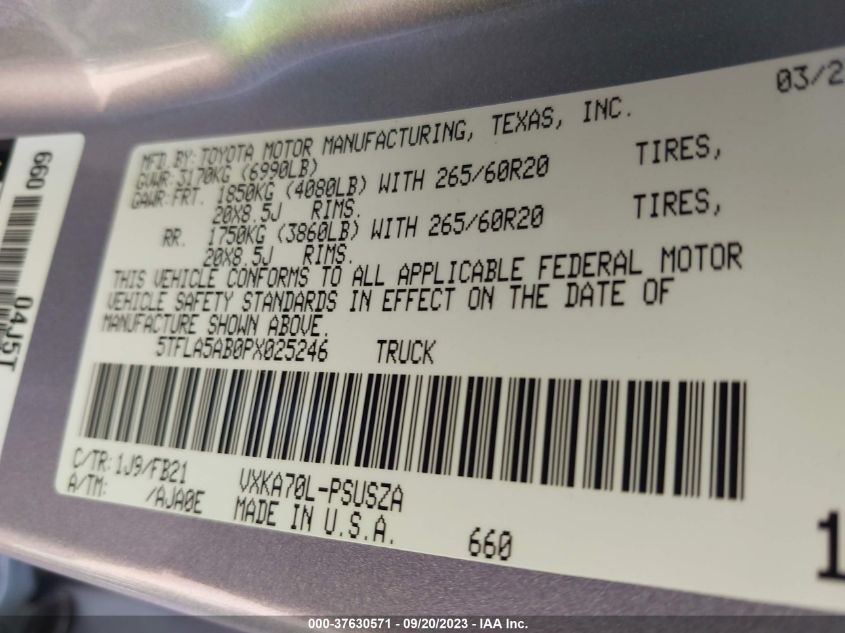 03/2
MFD BY: TOYOTA MOTOR MANUFACTURING, TEXAS, INC.
GVWR: 3170KG (6990LB)
GAWR: FRT. 1850KG (4080LB) WITH 265/60R20 TIRES,
20X8.5J RIMS.
RR. 1750KG (3860LB) WITH 265/60R20 TIRES,
20X8.5J RIMS.
THIS VEHICLE CONFORMS TO ALL APPLICABLE FEDERAL MOTOR
VEHICLE SAFETY STANDARDS IN EFFECT ON THE DATE OF
MANUFACTURE SHOWN ABOVE.
5TFLA5AB0PX025246 TRUCK
C/TR: 1J9/FB21 VXKA70L-PSUSZA
A/TM: /AJA0E MADE IN U.S.A. 660
1
660
04J5T
000-37630571 — 09/20/2023 - IAA Inc.